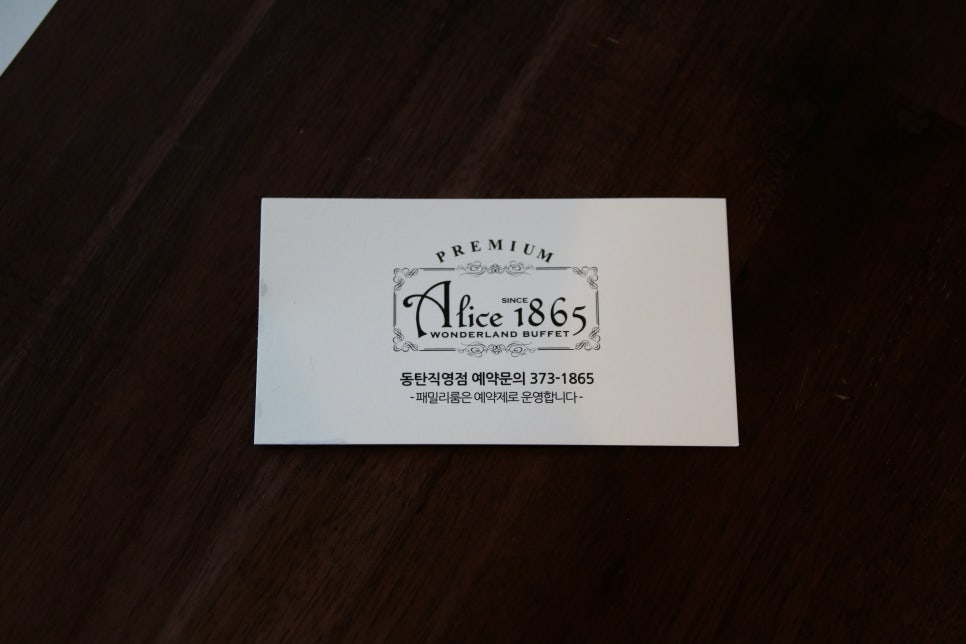 PREMIUM
SINCE
Alice 1865
WONDERLAND BUFFET
동탄직영점 예약문의 373-1865
- 패밀리룸은 예약제로 운영합니다 -